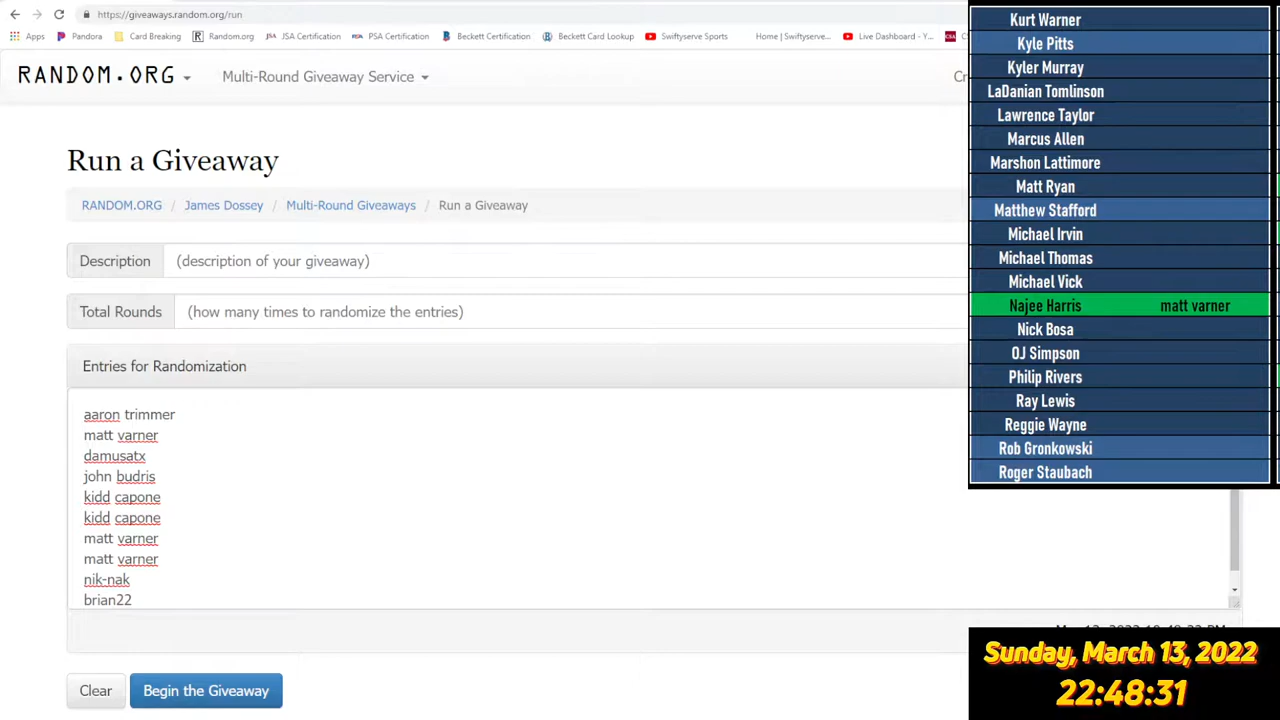 https://giveaways.random.org/run
Apps Pandora Card Breaking Random.org JSA Certification PSA Certification Beckett Certification Beckett Card Lookup Swiftyserve Sports Home | Swiftyserve... Live Dashboard - Y...
RANDOM.ORG Multi-Round Giveaway Service
Run a Giveaway
RANDOM.ORG / James Dossey / Multi-Round Giveaways / Run a Giveaway
Description (description of your giveaway)
Total Rounds (how many times to randomize the entries)
Entries for Randomization
aaron trimmer
matt varner
damusatx
john budris
kidd capone
kidd capone
matt varner
matt varner
nik-nak
brian22
Clear Begin the Giveaway
Kurt Warner
Kyle Pitts
Kyler Murray
LaDanian Tomlinson
Lawrence Taylor
Marcus Allen
Marshon Lattimore
Matt Ryan
Matthew Stafford
Michael Irvin
Michael Thomas
Michael Vick
Najee Harris matt varner
Nick Bosa
OJ Simpson
Philip Rivers
Ray Lewis
Reggie Wayne
Rob Gronkowski
Roger Staubach
Sunday, March 13, 2022
22:48:31